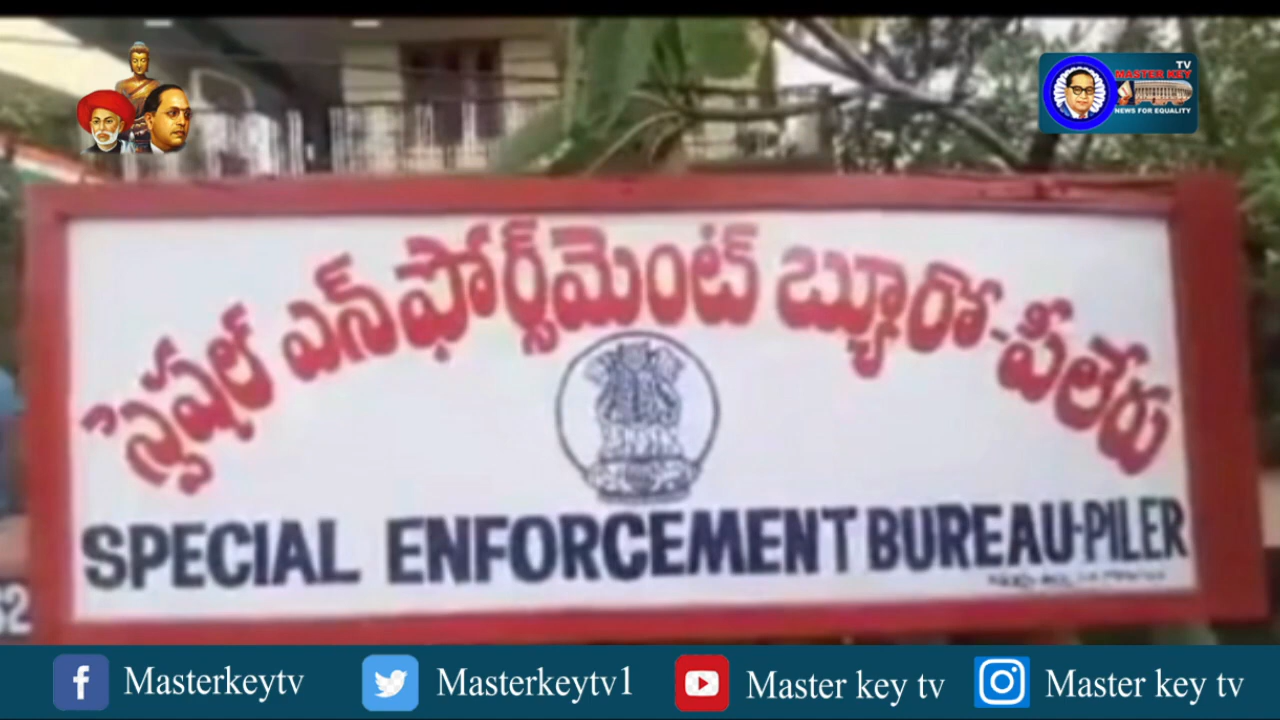 TV
MASTER KEY
NEWS FOR EQUALITY
స్పెషల్ ఎన్‌ఫోర్స్‌మెంట్ బ్యూరో-పీలేరు
SPECIAL ENFORCEMENT BUREAU-PILER
52
Masterkeytv
Masterkeytv1
Master key tv
Master key tv